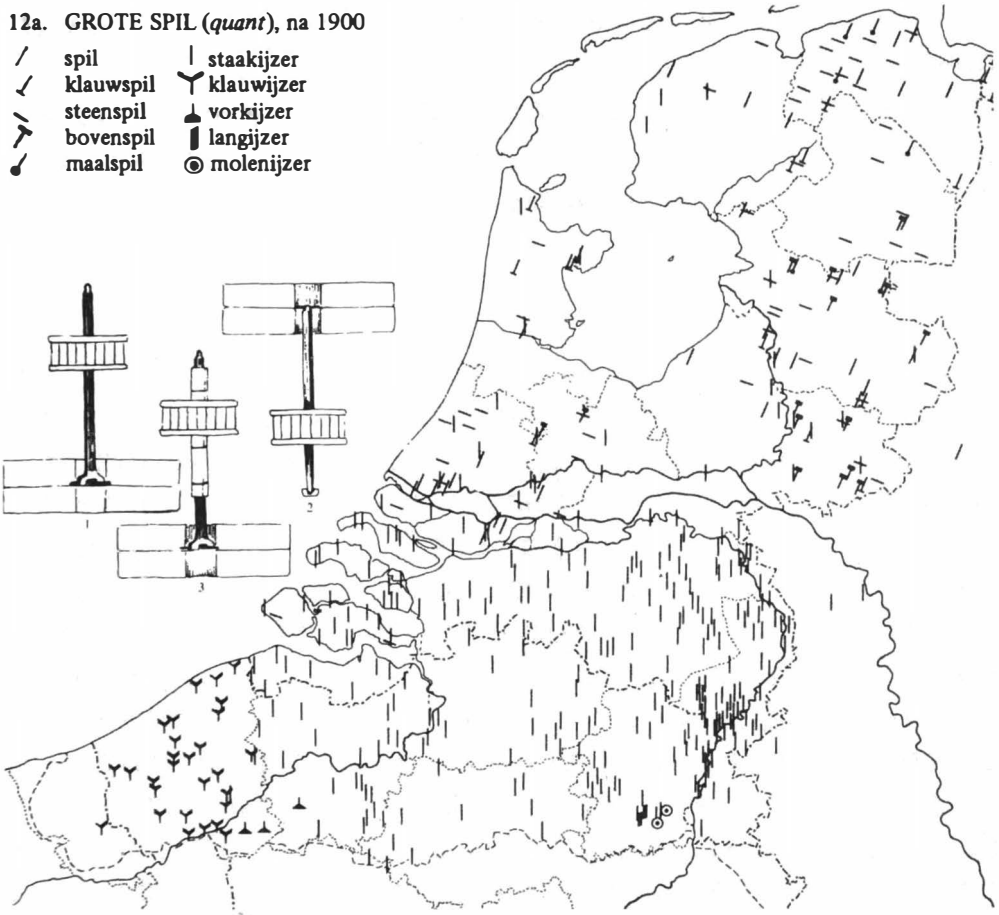 12a. GROTE SPIL (quant), na 1900
spil
klauwspil
steenspil
bovenspil
maalspil
staakijzer
klauwijzer
vorkijzer
langijzer
molenijzer
1
2
3